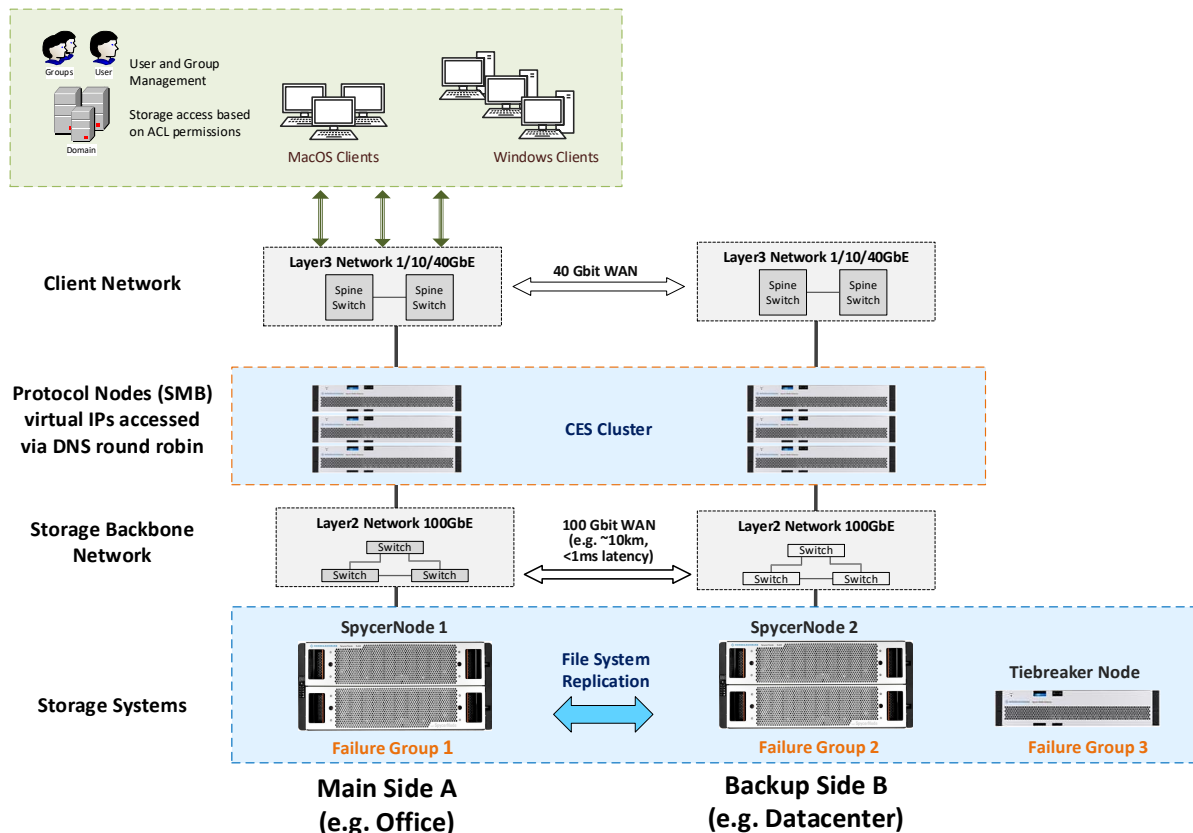 Groups
User
User and Group
Management
Storage access based
on ACL permissions
Domain
MacOS Clients
Windows Clients
Client Network
Layer3 Network 1/10/40GbE
Spine
Switch
Spine
Switch
40 Gbit WAN
Layer3 Network 1/10/40GbE
Spine
Switch
Spine
Switch
Protocol Nodes (SMB)
virtual IPs accessed
via DNS round robin
CES Cluster
Storage Backbone
Network
Layer2 Network 100GbE
Switch
Switch
Switch
100 Gbit WAN
(e.g. ~10km,
<1ms latency)
Layer2 Network 100GbE
Switch
Switch
Switch
Storage Systems
SpycerNode 1
Failure Group 1
File System
Replication
SpycerNode 2
Failure Group 2
Tiebreaker Node
Failure Group 3
Main Side A
(e.g. Office)
Backup Side B
(e.g. Datacenter)